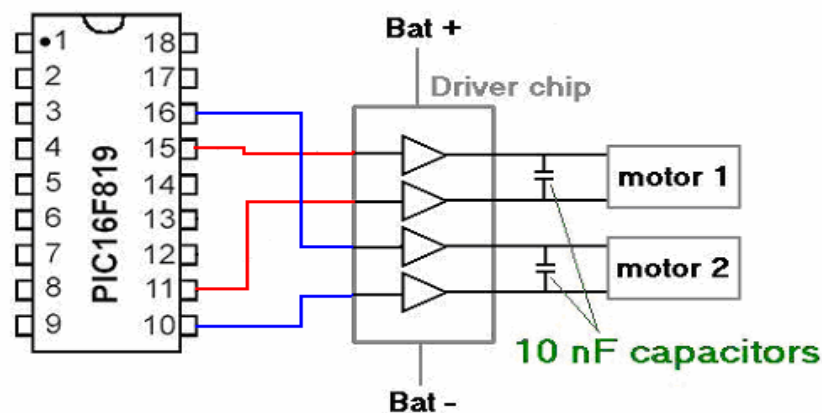 Bat +
•1 18
2 17
3 16
4 15
5 14
6 13
7 12
8 11
9 10
PIC16F819
Driver chip
motor 1
motor 2
10 nF capacitors
Bat -